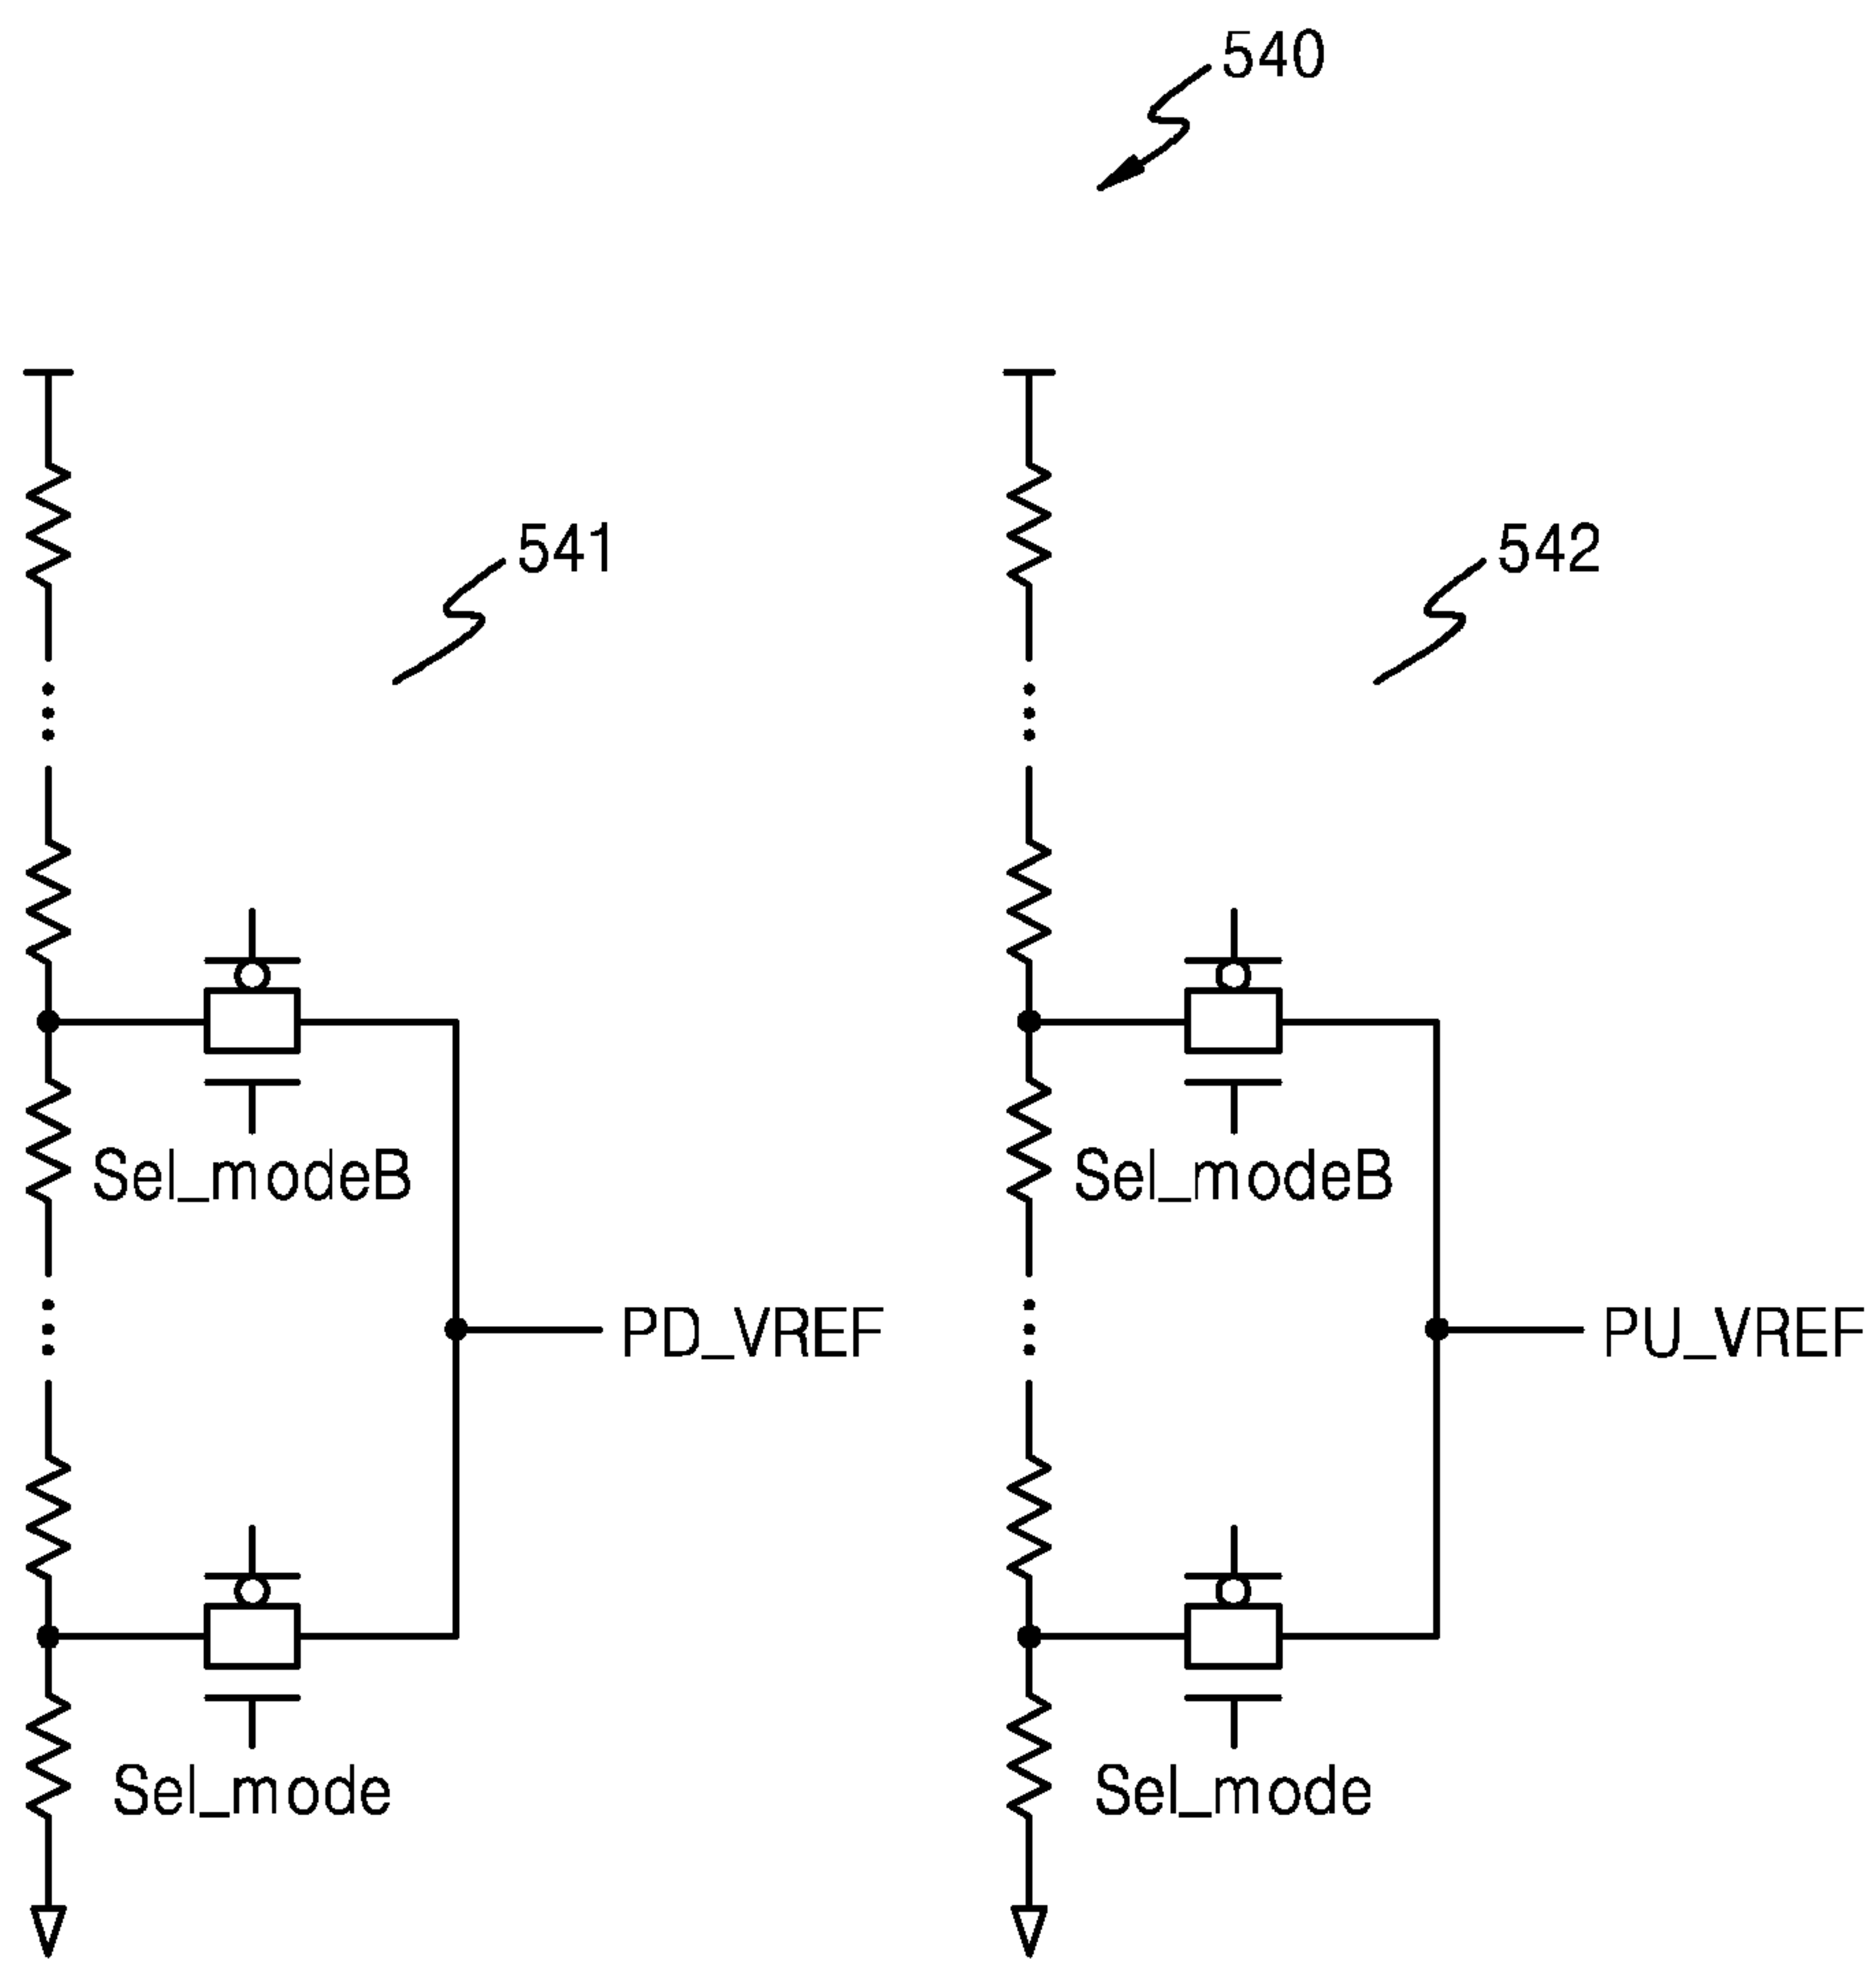 540
541
542
Sel_modeB
Sel_modeB
PD_VREF
PU_VREF
Sel_mode
Sel_mode